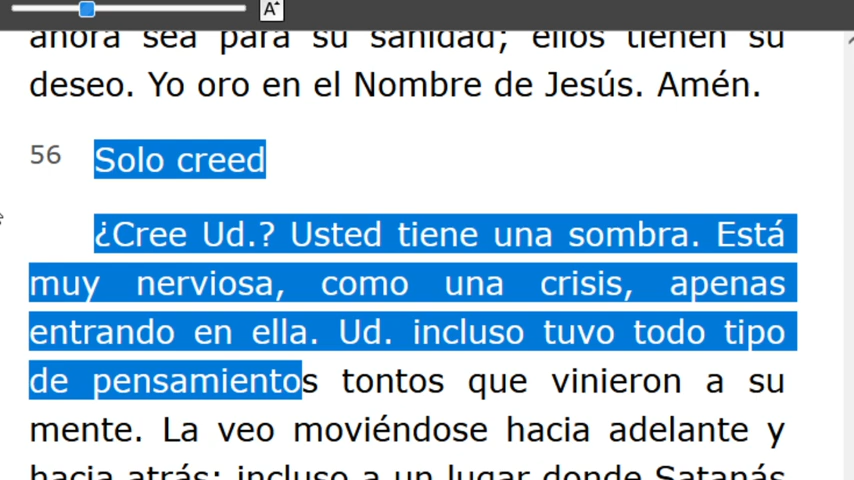 A
ahora sea para su sanidad; ellos tienen su
deseo. Yo oro en el Nombre de Jesús. Amén.
56 Solo creed
¿Cree Ud.? Usted tiene una sombra. Está
muy nerviosa, como una crisis, apenas
entrando en ella. Ud. incluso tuvo todo tipo
de pensamientos tontos que vinieron a su
mente. La veo moviéndose hacia adelante y
hacia atrás; incluso a un lugar donde Satanás